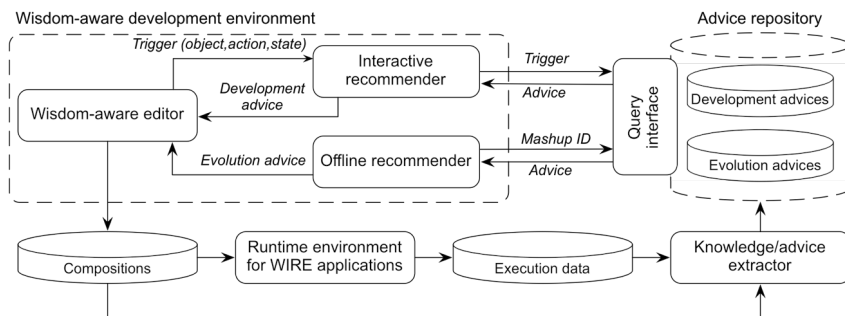 Wisdom-aware development environment
Advice repository
Trigger (object,action,state)
Interactive
recommender
Trigger
Advice
Development
advice
Wisdom-aware editor
Query
interface
Development advices
Mashup ID
Evolution advice
Offline recommender
Advice
Evolution advices
Compositions
Runtime environment
for WIRE applications
Execution data
Knowledge/advice
extractor